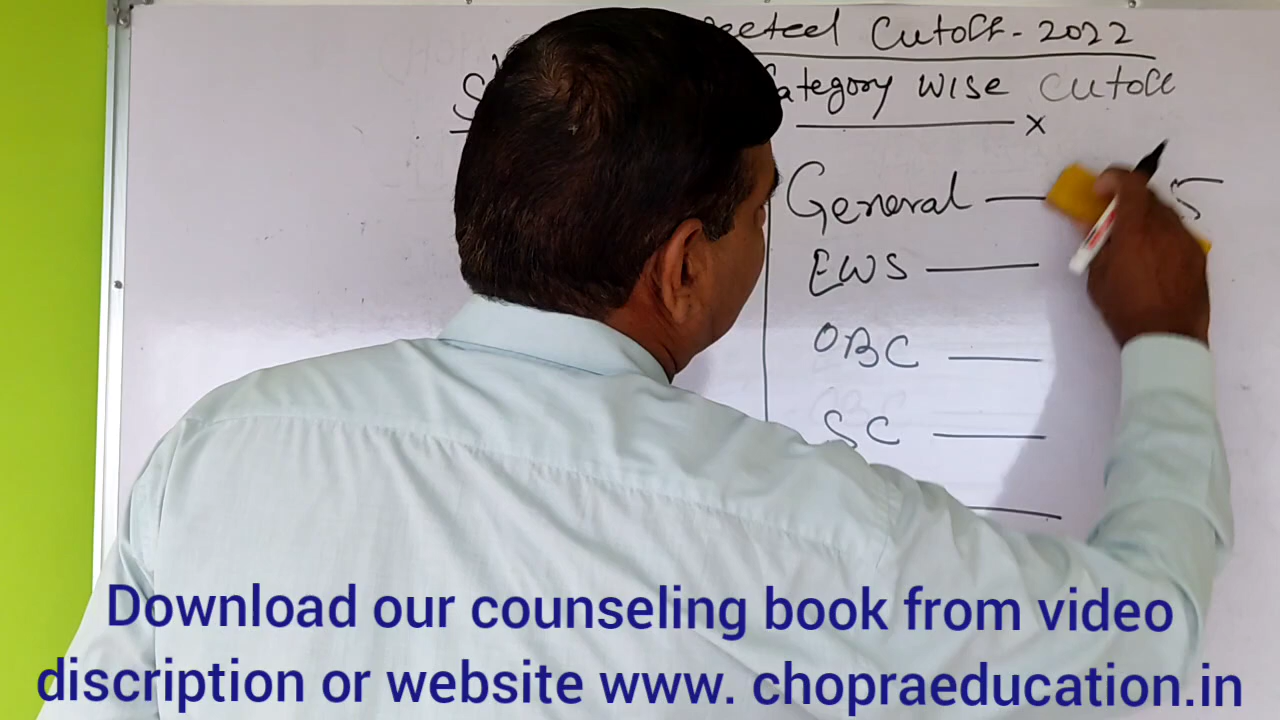 Cutoff - 2022
Category wise Cutoff
x
General —
EWS —
OBC —
SC —
Download our counseling book from video
discription or website www. chopraeducation.in